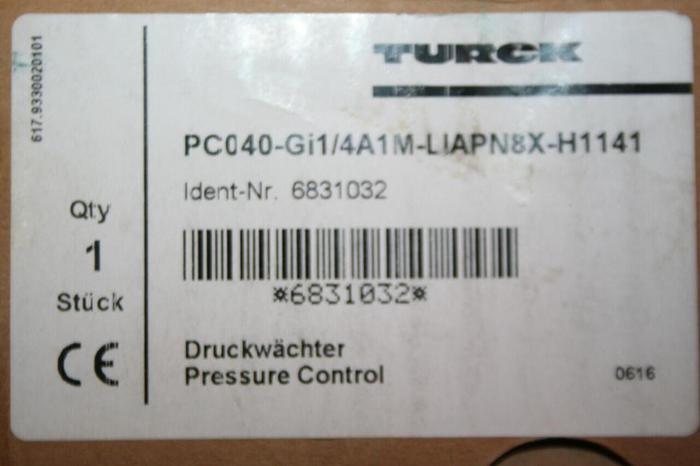 617.9330020101
TURCK
PC040-Gi1/4A1M-LIAPN8X-H1141
Ident-Nr. 6831032
Qty
1
Stück
*6831032*
CE
Druckwächter
Pressure Control
0616